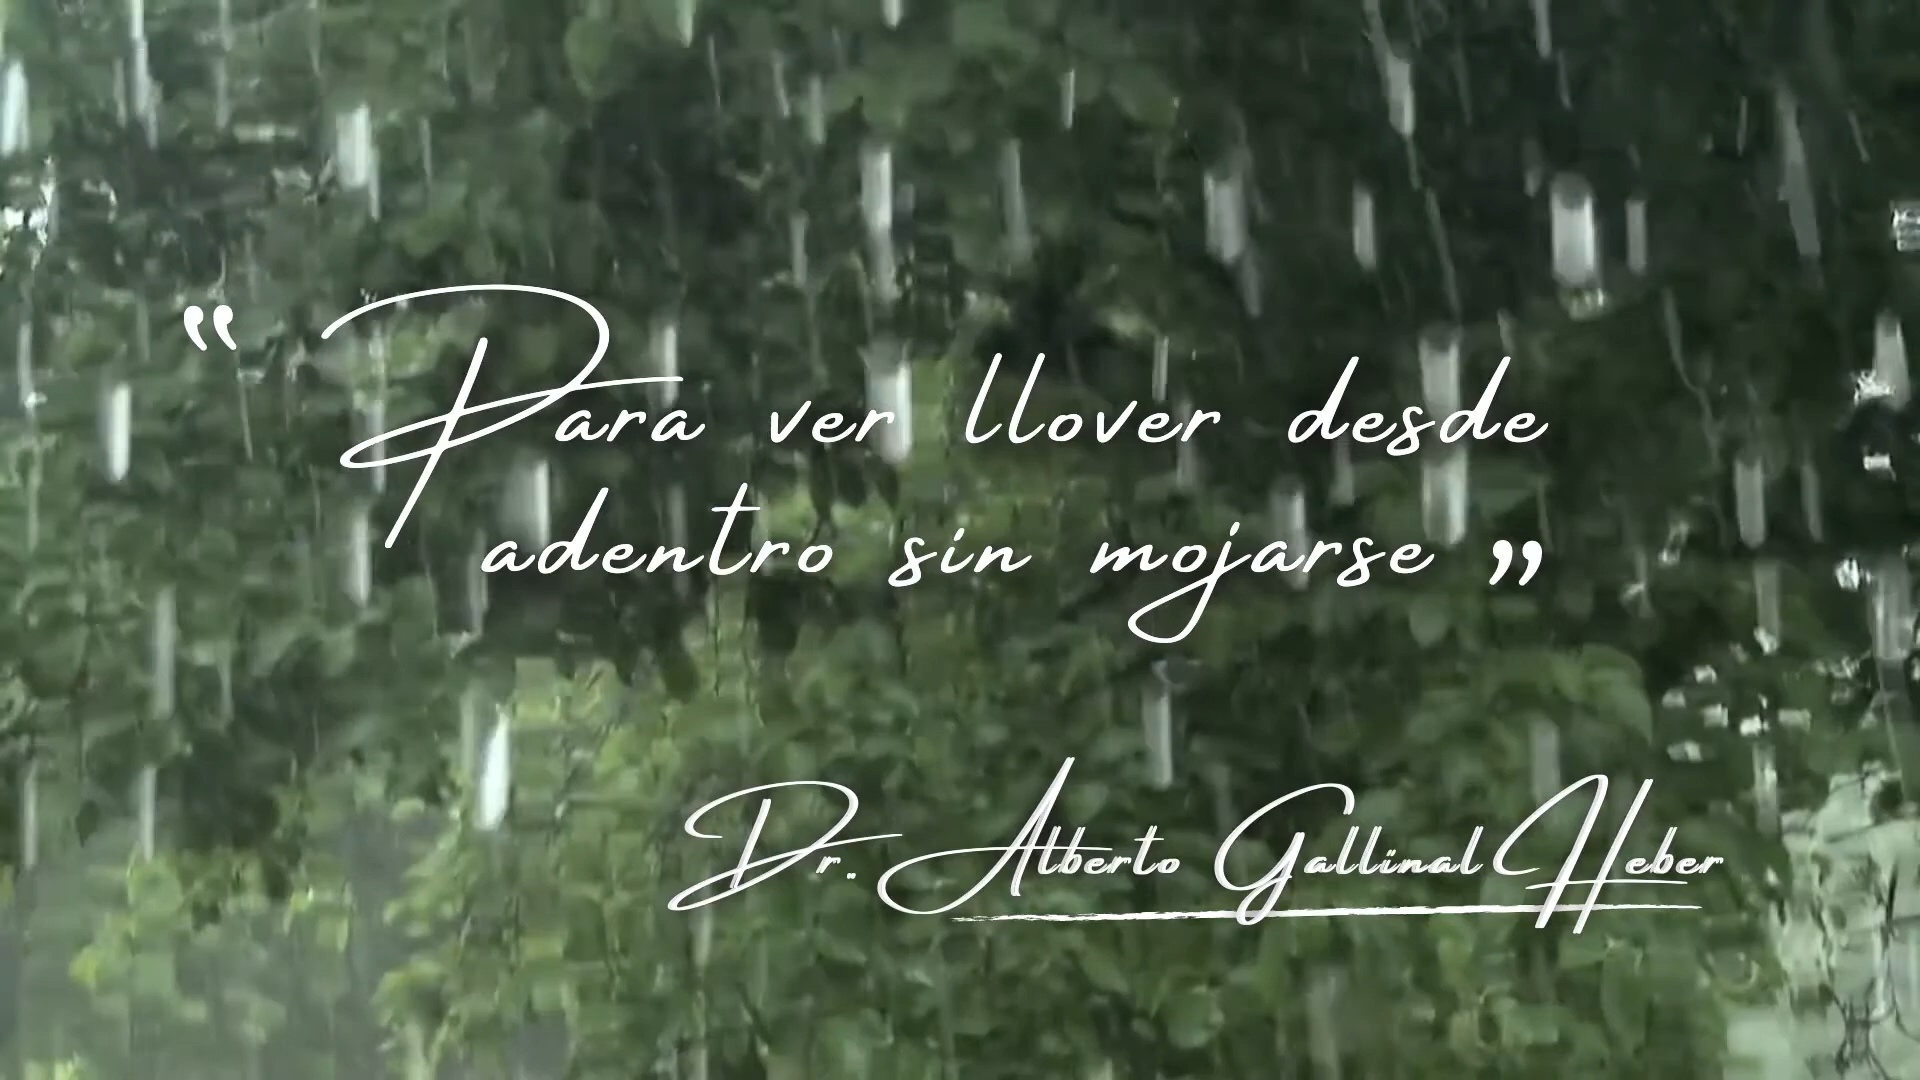 “ Para ver llover desde
adentro sin mojarse ”
Dr. Alberto Gallinal Heber